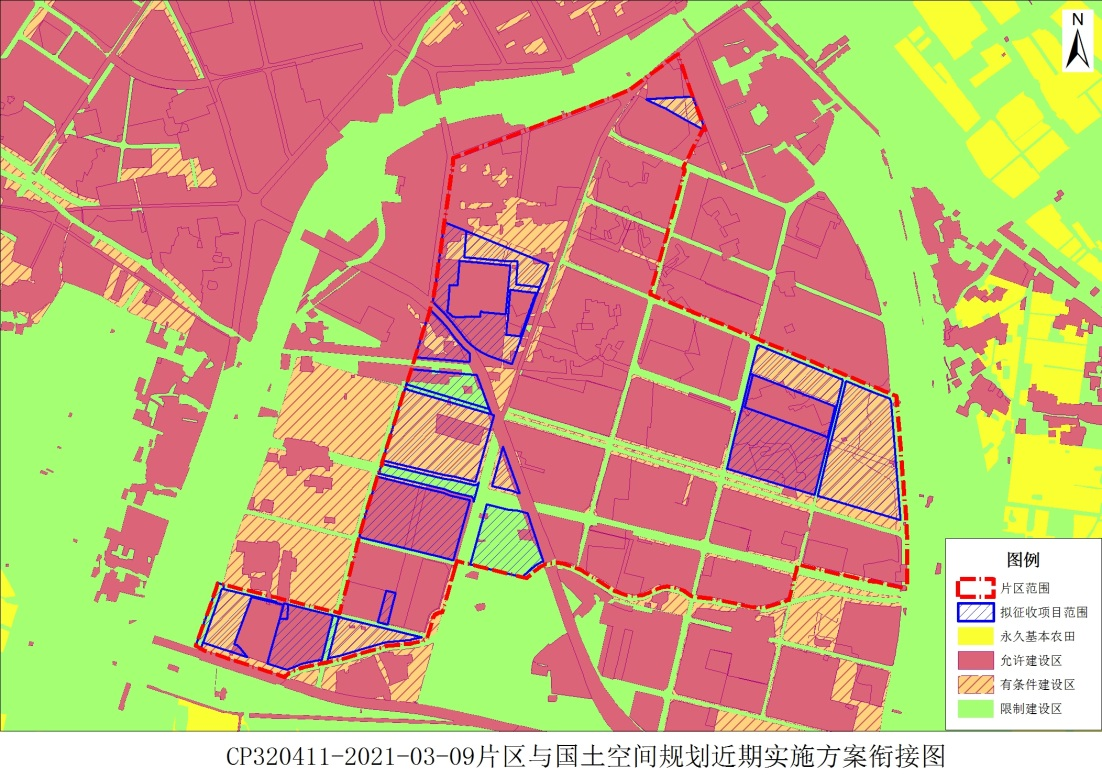 N
图例
片区范围
拟征收项目范围
永久基本农田
允许建设区
有条件建设区
限制建设区
CP320411-2021-03-09片区与国土空间规划近期实施方案衔接图